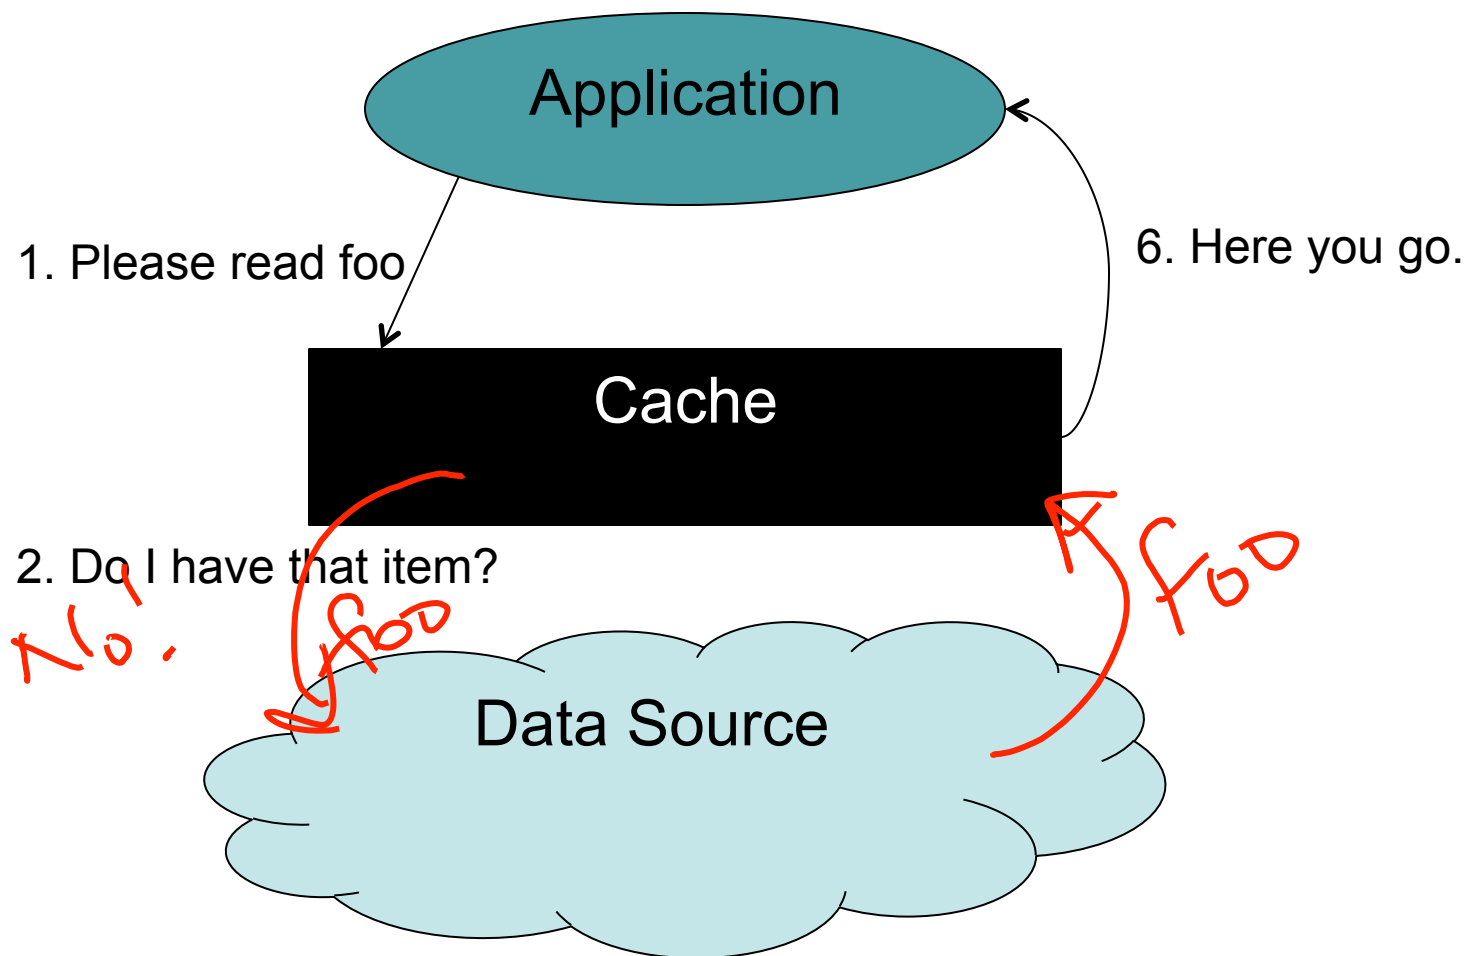 Application
1. Please read foo
6. Here you go.
Cache
2. Do I have that item?
No!
foo
foo
Data Source